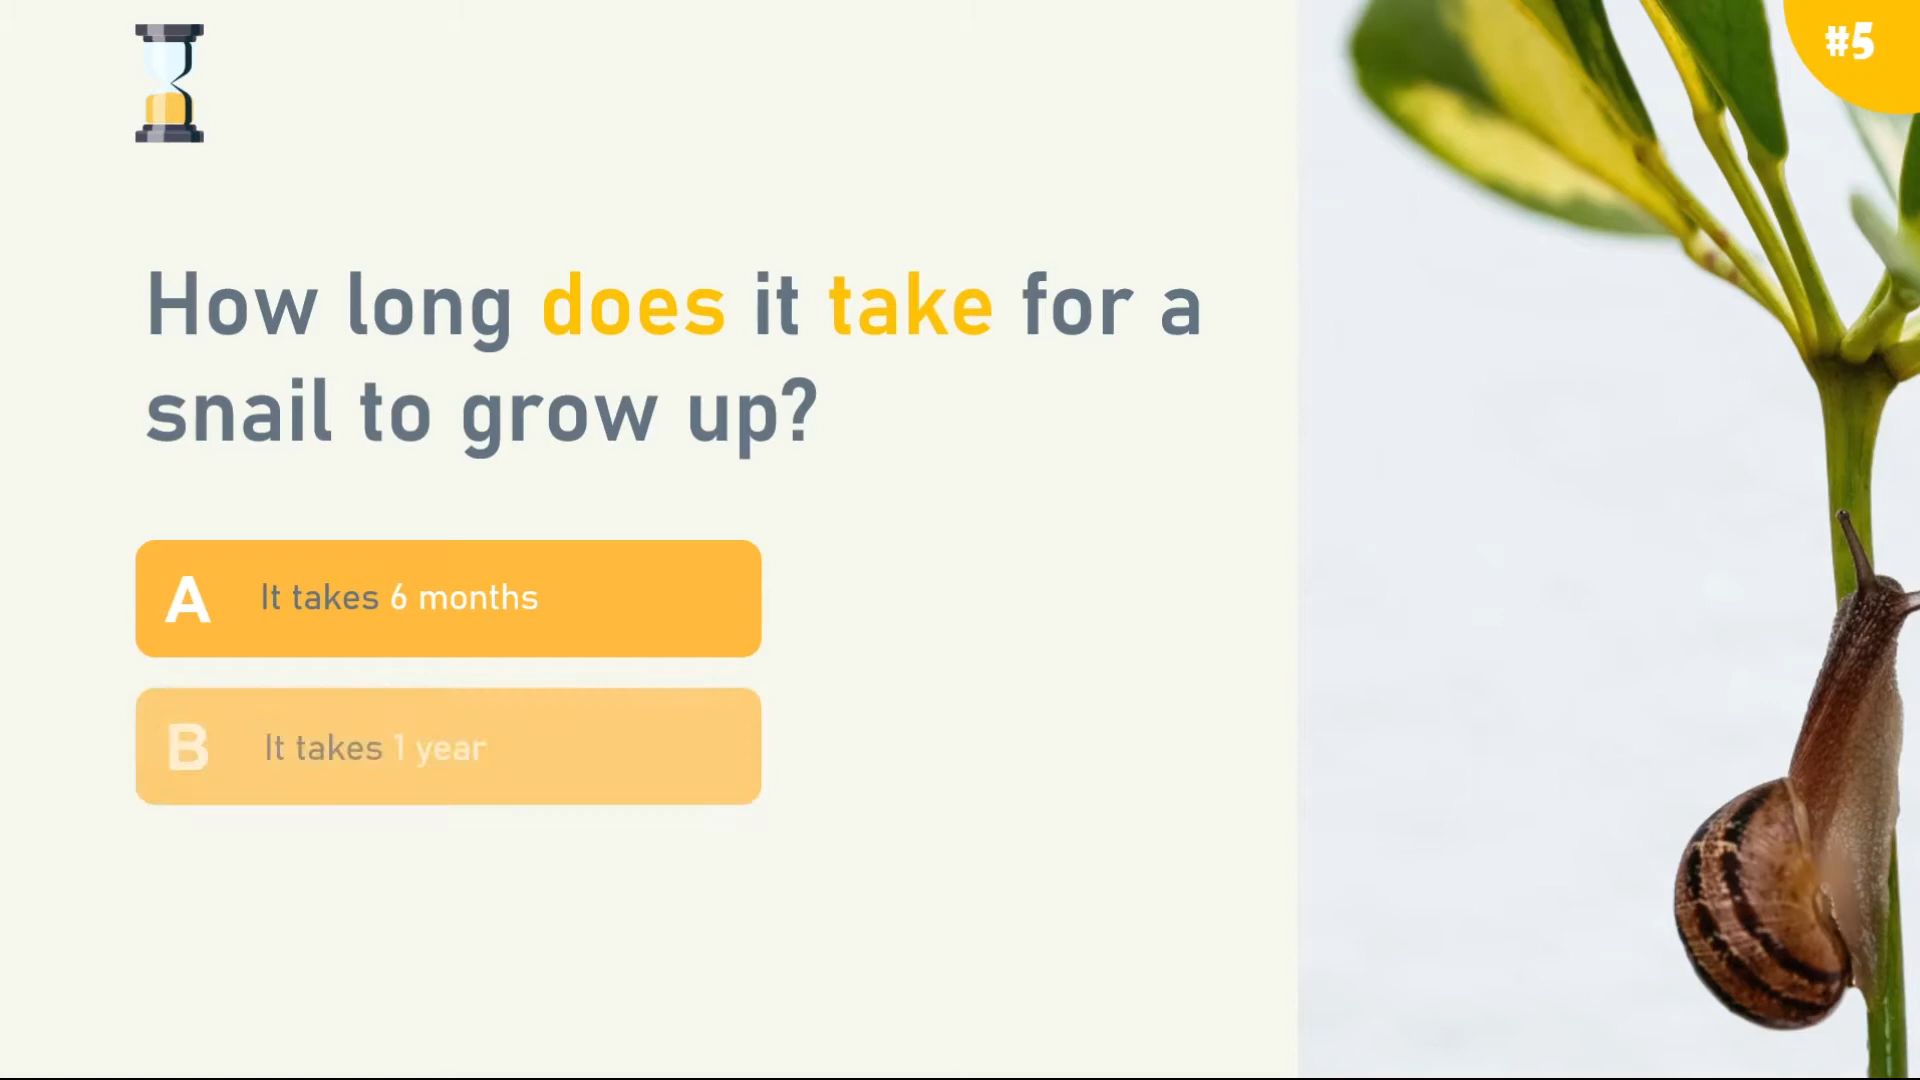 #5
How long does it take for a
snail to grow up?
A It takes 6 months
B It takes 1 year